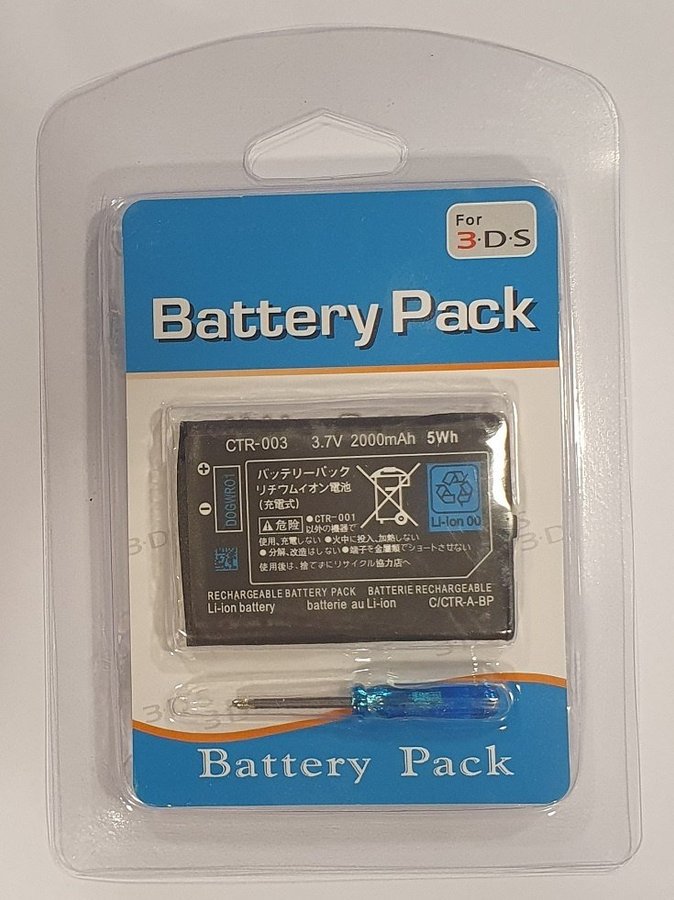 For
3·D·S
Battery Pack
CTR-003 3.7V 2000mAh 5Wh
+
-
D0GWRO1
バッテリーパック
リチウムイオン電池
(充電式)
危険 ●CTR-001
以外の機器で
使用、充電しない ●火中に投入、加熱しない
●分解、改造はしない ●端子を金属類でショートさせない
使用後は、捨てずにリサイクル協力店へ
Li-Ion 00
RECHARGEABLE BATTERY PACK BATTERIE RECHARGEABLE
Li-ion battery batterie au Li-ion C/CTR-A-BP
3·D·S
3·D·S
3·D·S
3·D·S
Battery Pack